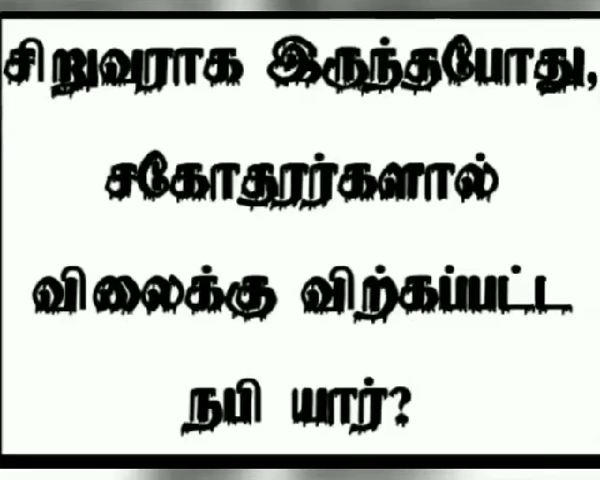 சிறுவராக இருந்தபோது,
சகோதரர்களால்
விலைக்கு விற்கப்பட்ட
நபி யார்?